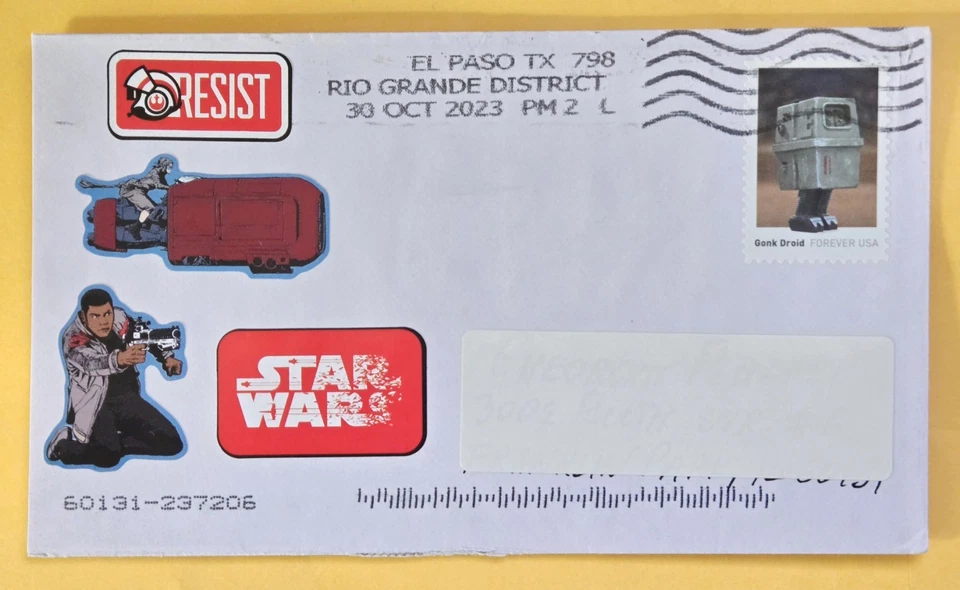 EL PASO TX 798
RIO GRANDE DISTRICT
30 OCT 2023 PM 2 L
RESIST
Gonk Droid FOREVER USA
STAR
WARS
60131-237206